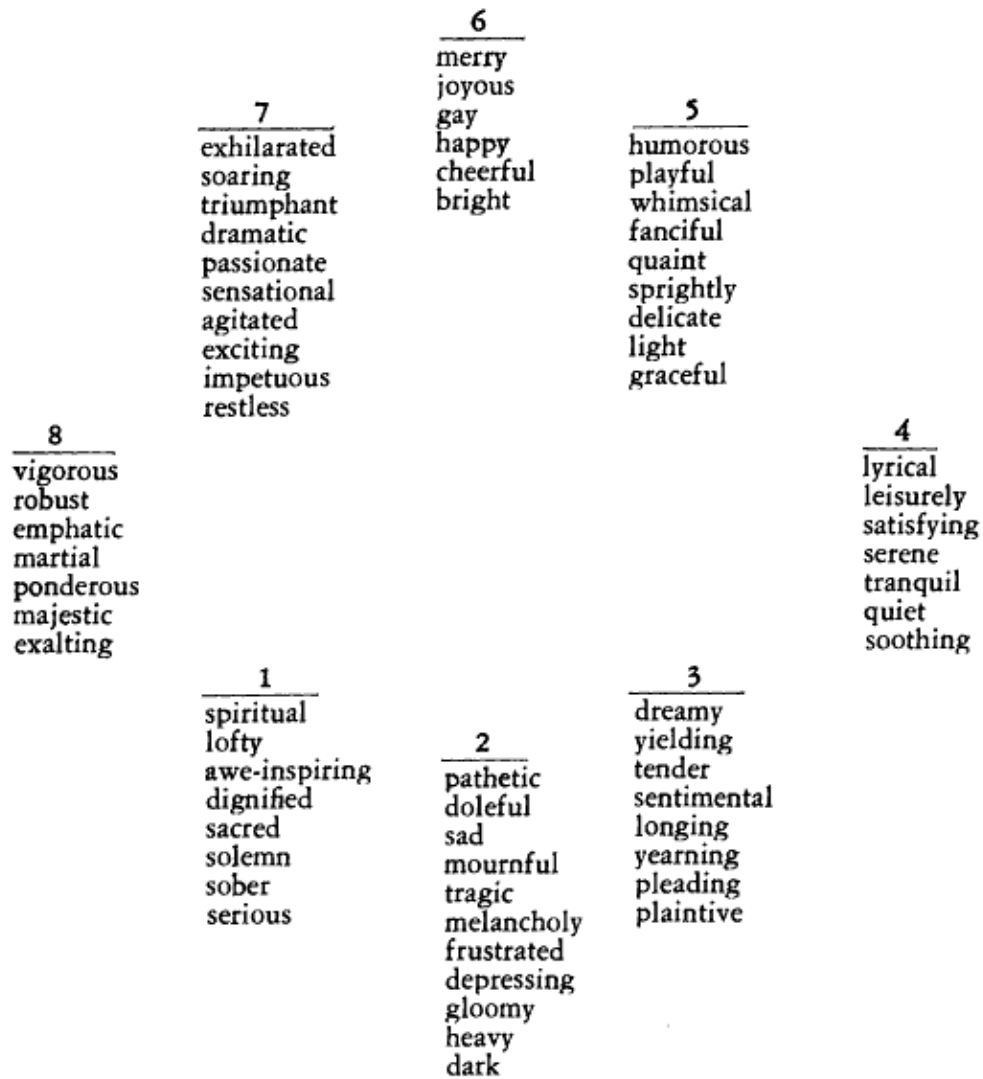 6
merry
joyous
gay
happy
cheerful
bright
7
exhilarated
soaring
triumphant
dramatic
passionate
sensational
agitated
exciting
impetuous
restless
5
humorous
playful
whimsical
fanciful
quaint
sprightly
delicate
light
graceful
8
vigorous
robust
emphatic
martial
ponderous
majestic
exalting
4
lyrical
leisurely
satisfying
serene
tranquil
quiet
soothing
1
spiritual
lofty
awe-inspiring
dignified
sacred
solemn
sober
serious
2
pathetic
doleful
sad
mournful
tragic
melancholy
frustrated
depressing
gloomy
heavy
dark
3
dreamy
yielding
tender
sentimental
longing
yearning
pleading
plaintive